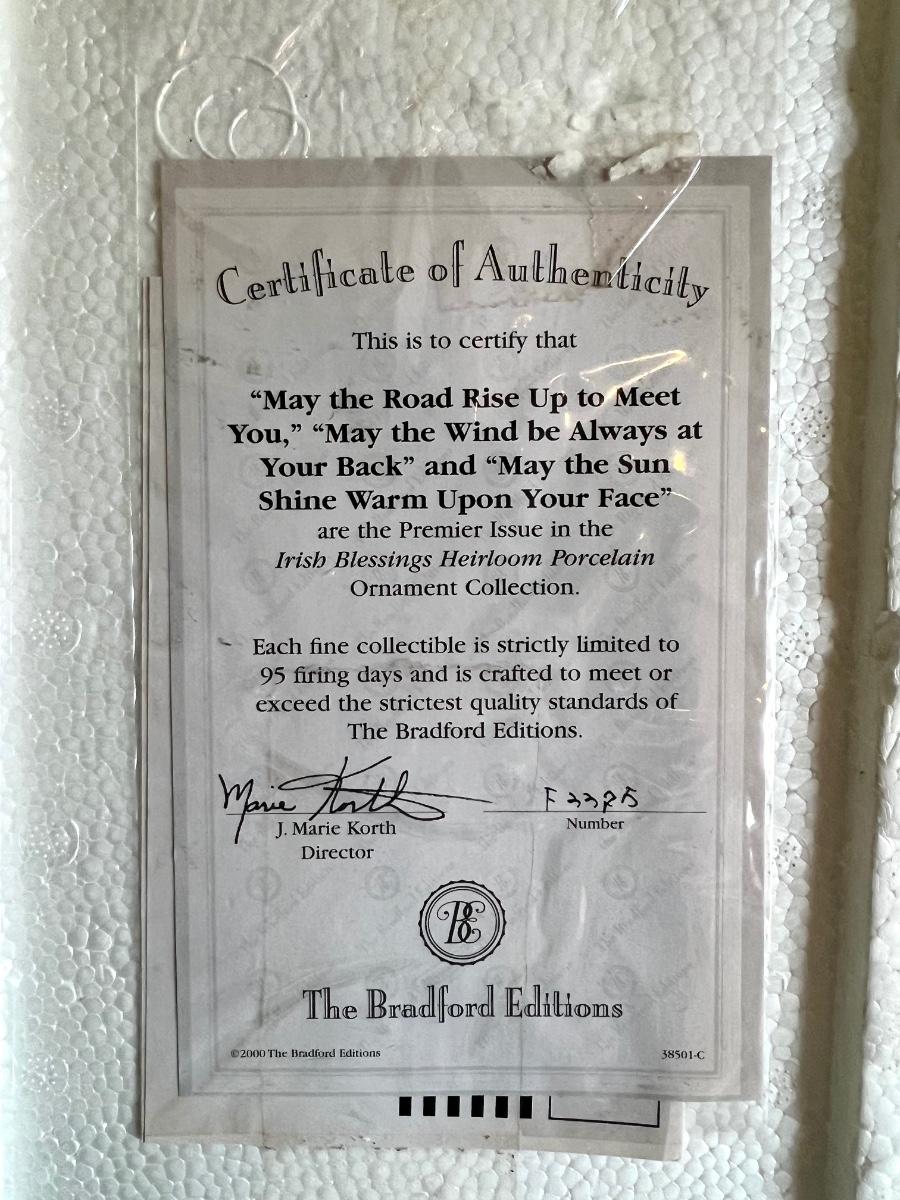 Certificate of Authenticity
This is to certify that
“May the Road Rise Up to Meet
You,” “May the Wind be Always at
Your Back” and “May the Sun
Shine Warm Upon Your Face”
are the Premier Issue in the
Irish Blessings Heirloom Porcelain
Ornament Collection.
Each fine collectible is strictly limited to
95 firing days and is crafted to meet or
exceed the strictest quality standards of
The Bradford Editions.
Marie Korth
J. Marie Korth
Director
Number
BE
The Bradford Editions
©2000 The Bradford Editions
38501-C